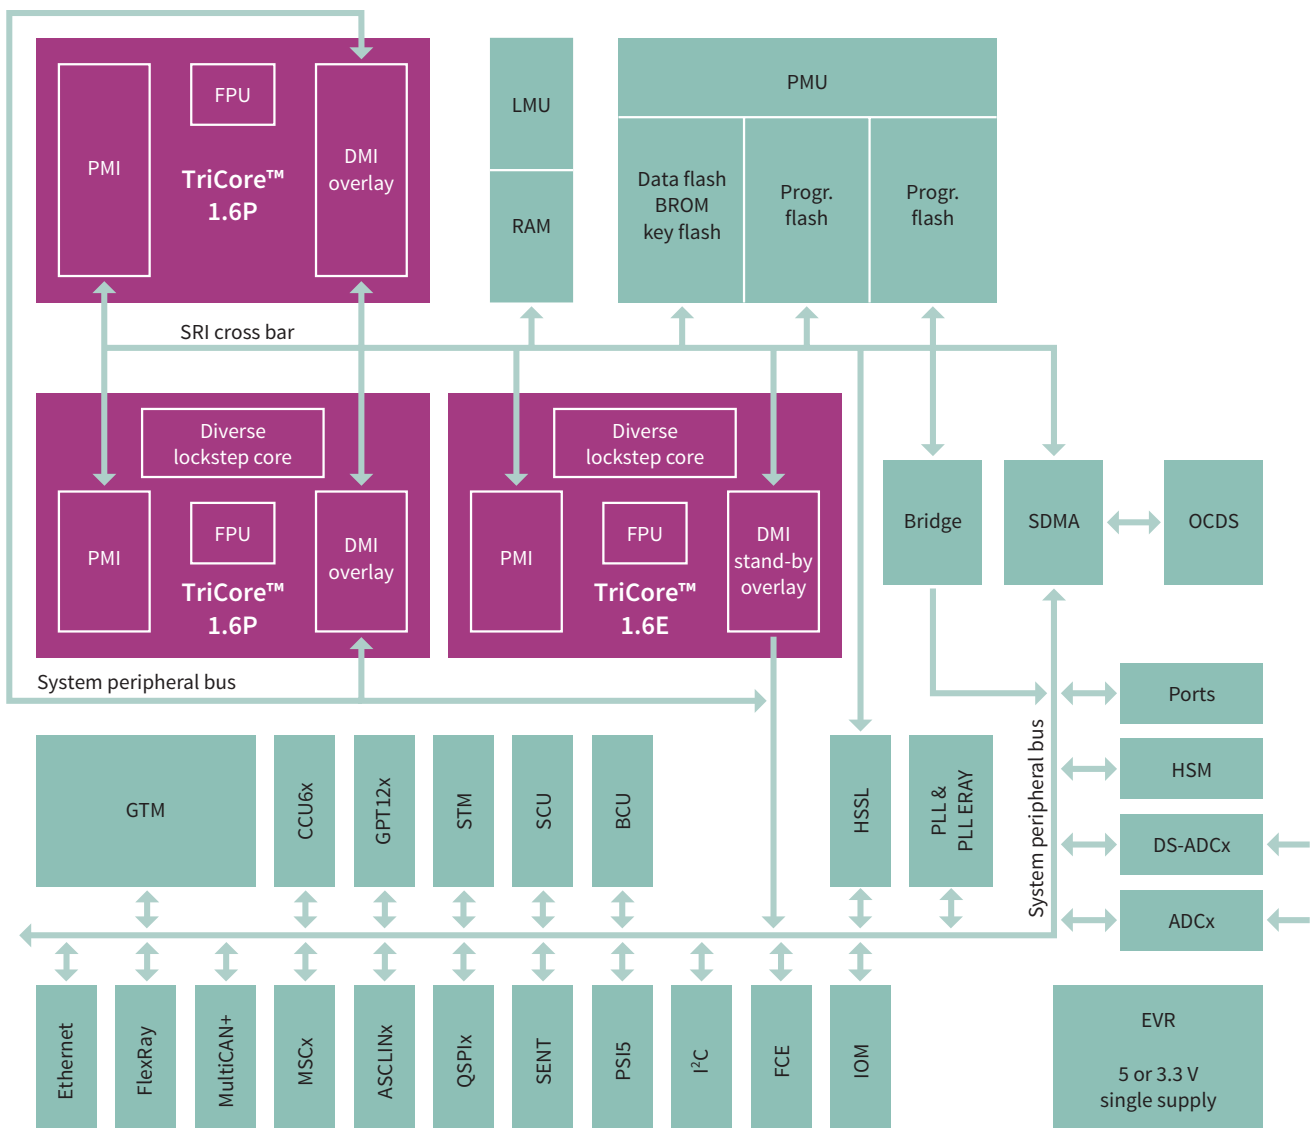 FPU
PMI
TriCore™
1.6P
DMI
overlay
LMU
RAM
PMU
Data flash
BROM
key flash
Progr.
flash
Progr.
flash
SRI cross bar
Diverse
lockstep core
PMI
FPU
TriCore™
1.6P
DMI
overlay
Diverse
lockstep core
PMI
FPU
TriCore™
1.6E
DMI
stand-by
overlay
Bridge
SDMA
OCDS
System peripheral bus
System peripheral bus
Ports
HSM
DS-ADCx
ADCx
GTM
CCU6x
GPT12x
STM
SCU
BCU
HSSL
PLL &
PLL ERAY
Ethernet
FlexRay
MultiCAN+
MSCx
ASCLINx
QSPIx
SENT
PSI5
I²C
FCE
IOM
EVR
5 or 3.3 V
single supply